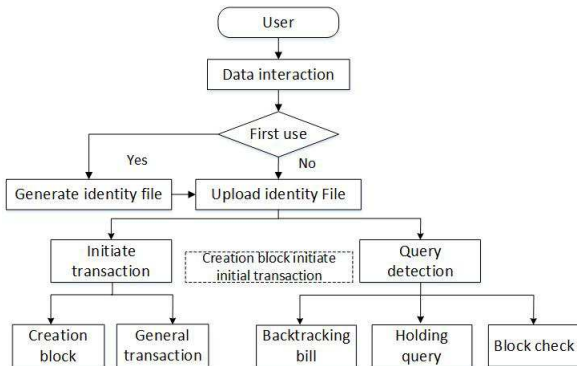 User
Data interaction
First use
Yes
No
Generate identity file
Upload identity File
Initiate
transaction
Creation block initiate
initial transaction
Query
detection
Creation
block
General
transaction
Backtracking
bill
Holding
query
Block check